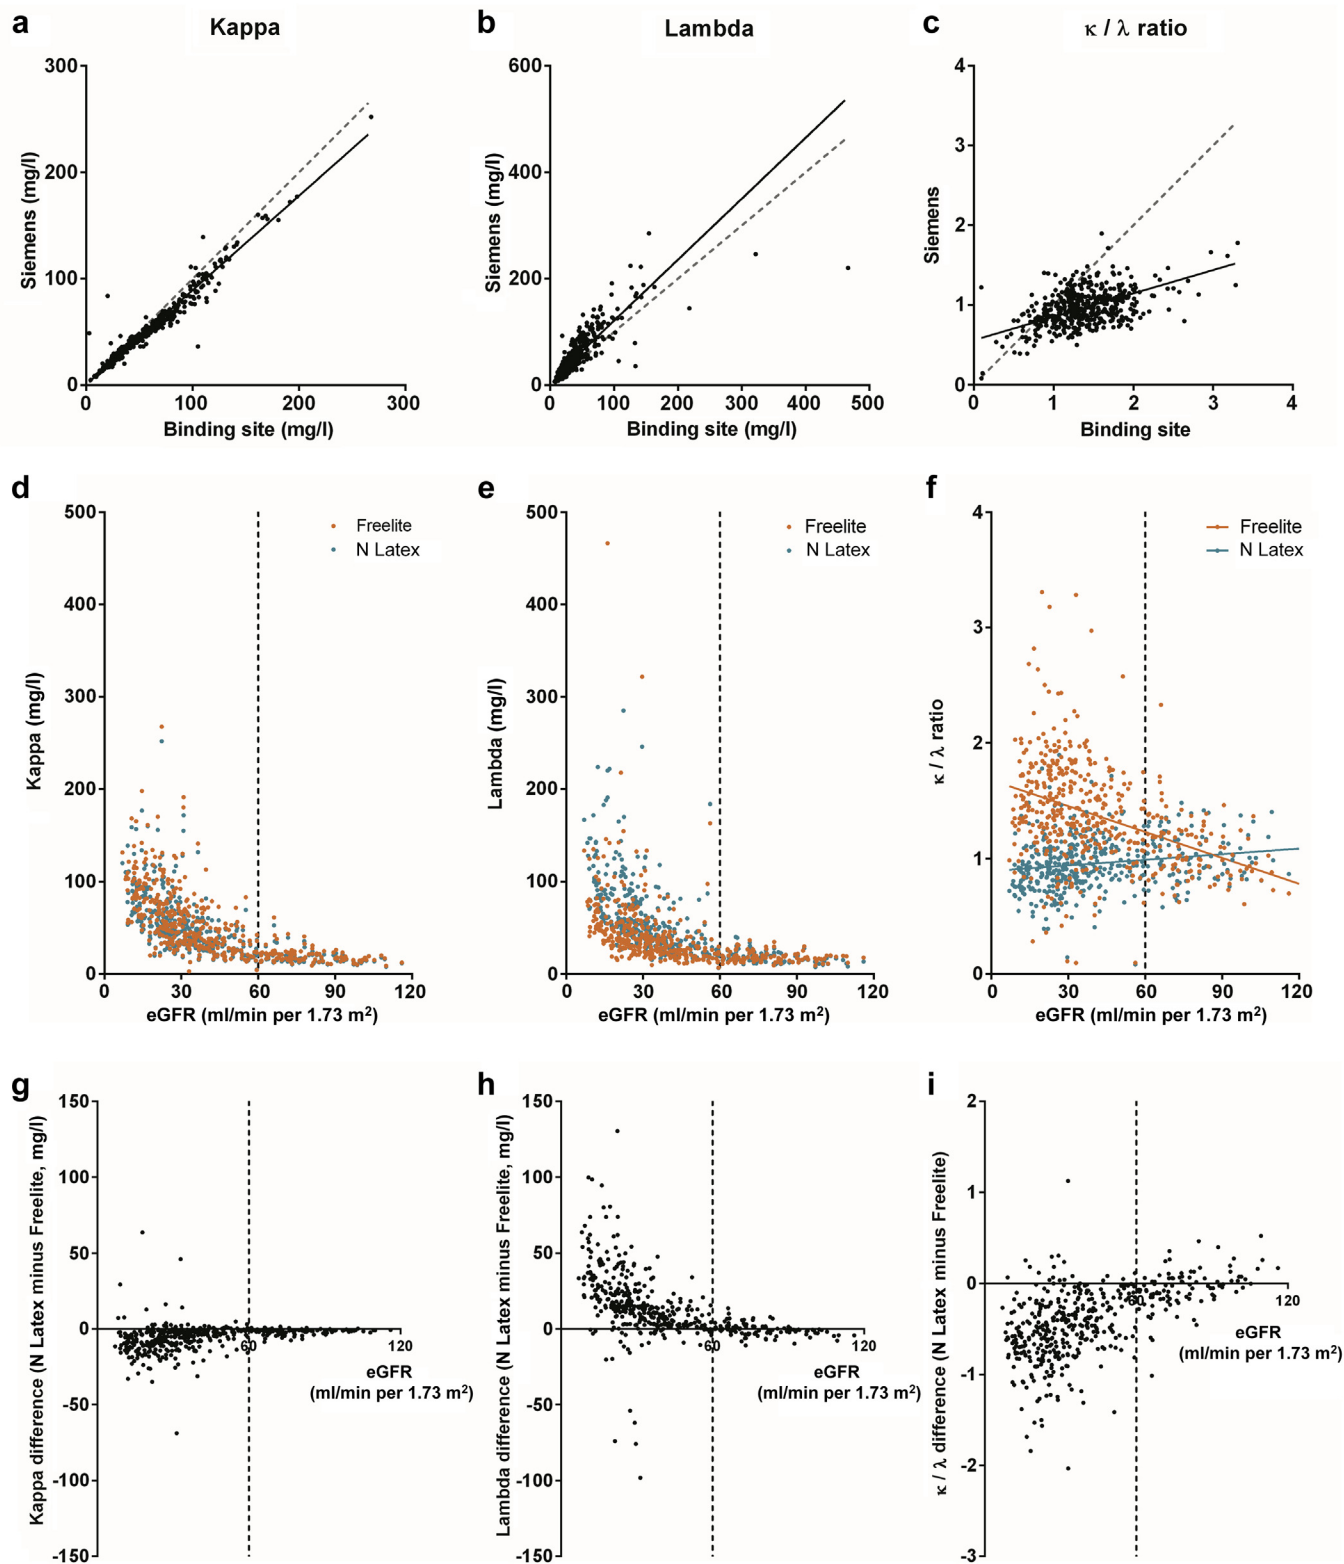 a Kappa
300
200
100
0
0 100 200 300
Siemens (mg/l)
Binding site (mg/l)
b Lambda
600
400
200
0
0 100 200 300 400 500
Siemens (mg/l)
Binding site (mg/l)
c κ / λ ratio
4
3
2
1
0
0 1 2 3 4
Siemens
Binding site
d
500
400
300
200
100
0
0 30 60 90 120
Kappa (mg/l)
Freelite
N Latex
eGFR (ml/min per 1.73 m²)
e
500
400
300
200
100
0
0 30 60 90 120
Lambda (mg/l)
Freelite
N Latex
eGFR (ml/min per 1.73 m²)
f
4
3
2
1
0
0 30 60 90 120
κ / λ ratio
Freelite
N Latex
eGFR (ml/min per 1.73 m²)
g
150
100
50
0
-50
-100
-150
60 120
Kappa difference (N Latex minus Freelite, mg/l)
eGFR
(ml/min per 1.73 m²)
h
150
100
50
0
-50
-100
-150
60 120
Lambda difference (N Latex minus Freelite, mg/l)
eGFR
(ml/min per 1.73 m²)
i
2
1
0
-1
-2
-3
60 120
κ / λ difference (N Latex minus Freelite)
eGFR
(ml/min per 1.73 m²)